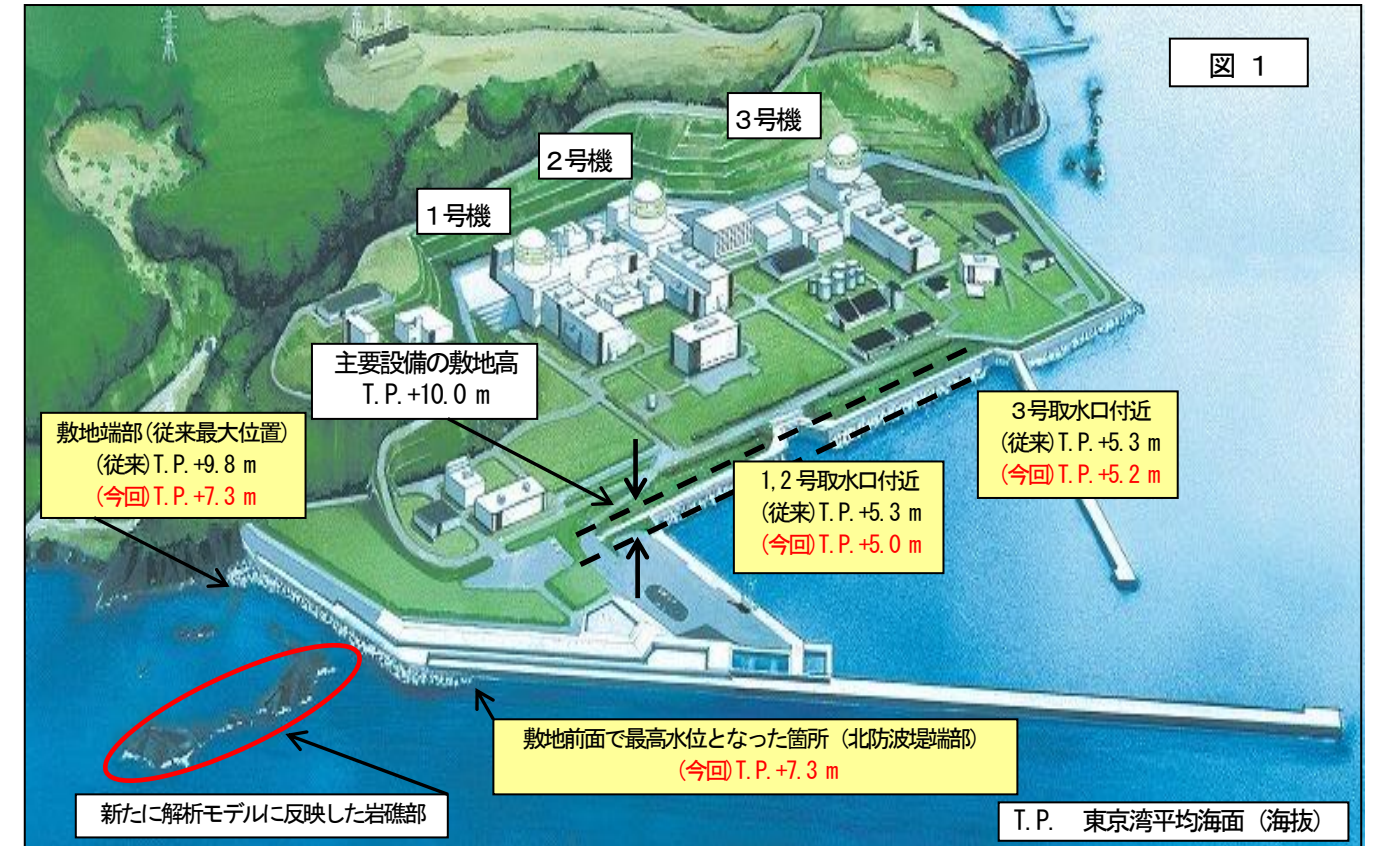 図 1
3号機
2号機
1号機
主要設備の敷地高
T.P.+10.0 m
敷地端部(従来最大位置)
(従来)T.P.+9.8 m
(今回)T.P.+7.3 m
3号取水口付近
(従来)T.P.+5.3 m
(今回)T.P.+5.2 m
1,2号取水口付近
(従来)T.P.+5.3 m
(今回)T.P.+5.0 m
敷地前面で最高水位となった箇所(北防波堤端部)
(今回)T.P.+7.3 m
新たに解析モデルに反映した岩礁部
T.P. 東京湾平均海面(海抜)